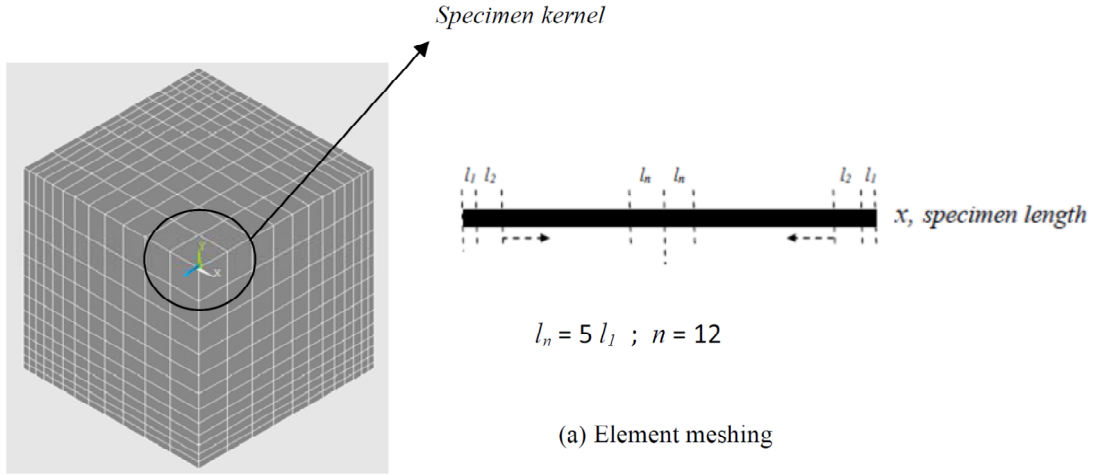 Specimen kernel
l1 l2 ln ln l2 l1
x, specimen length
Y
X
ln = 5 l1 ; n = 12
(a) Element meshing